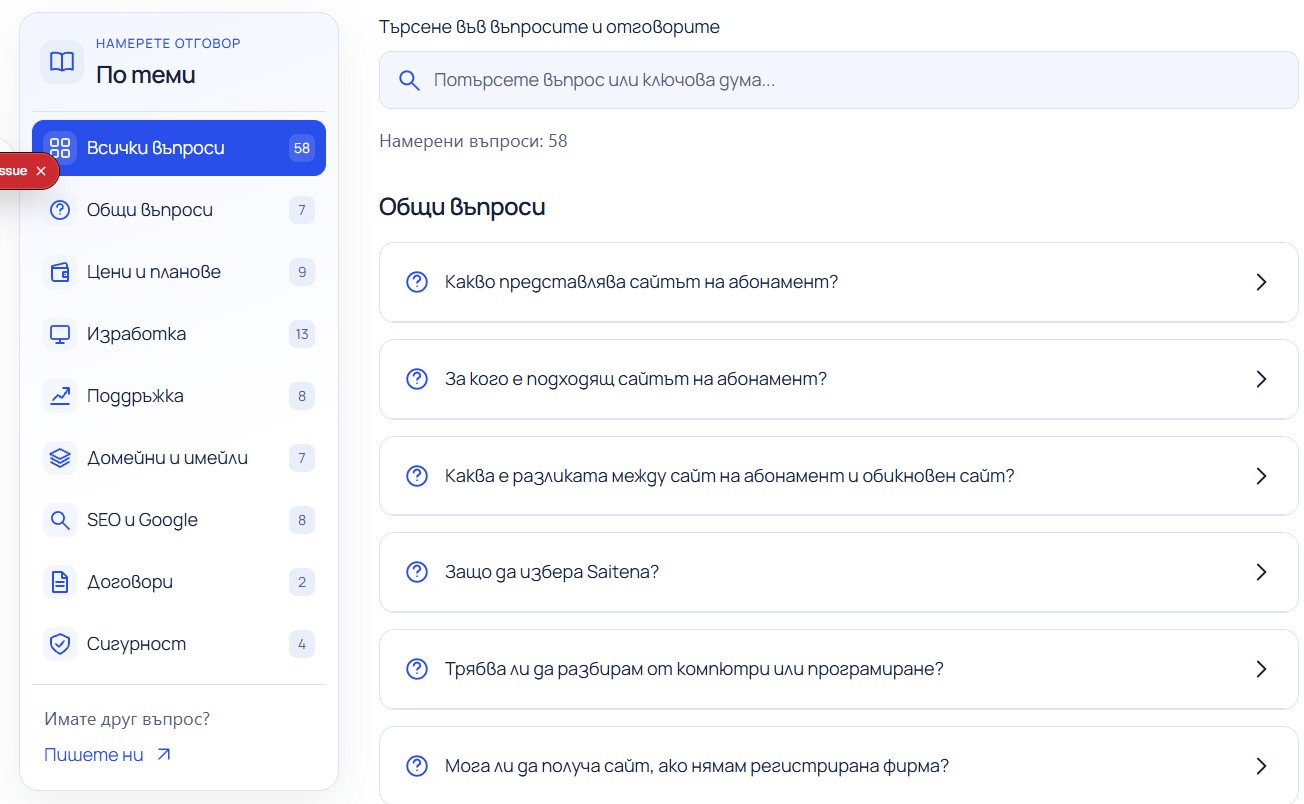 НАМЕРЕТЕ ОТГОВОР
По теми
Всички въпроси 58
ssue ×
Общи въпроси 7
Цени и планове 9
Изработка 13
Поддръжка 8
Домейни и имейли 7
SEO и Google 8
Договори 2
Сигурност 4
Имате друг въпрос?
Пишете ни
Търсене във въпросите и отговорите
Потърсете въпрос или ключова дума...
Намерени въпроси: 58
Общи въпроси
Какво представлява сайтът на абонамент?
За кого е подходящ сайтът на абонамент?
Каква е разликата между сайт на абонамент и обикновен сайт?
Защо да избера Saitena?
Трябва ли да разбирам от компютри или програмиране?
Мога ли да получа сайт, ако нямам регистрирана фирма?